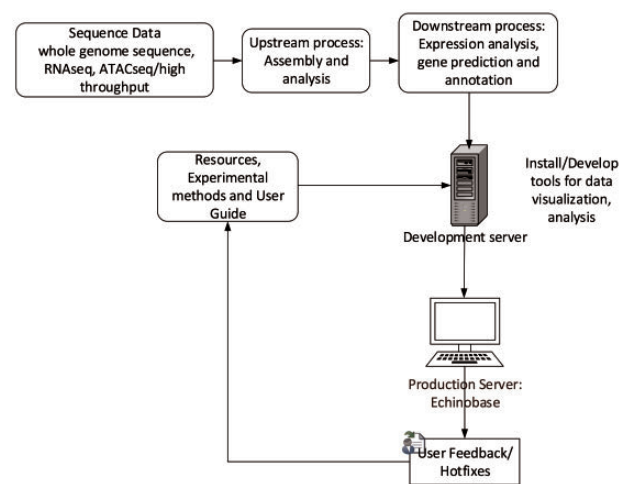 Sequence Data
whole genome sequence,
RNAseq, ATACseq/high
throughput
Upstream process:
Assembly and
analysis
Downstream process:
Expression analysis,
gene prediction and
annotation
Resources,
Experimental
methods and User
Guide
Install/Develop
tools for data
visualization,
analysis
Development server
Production Server:
Echinobase
User Feedback/
Hotfixes